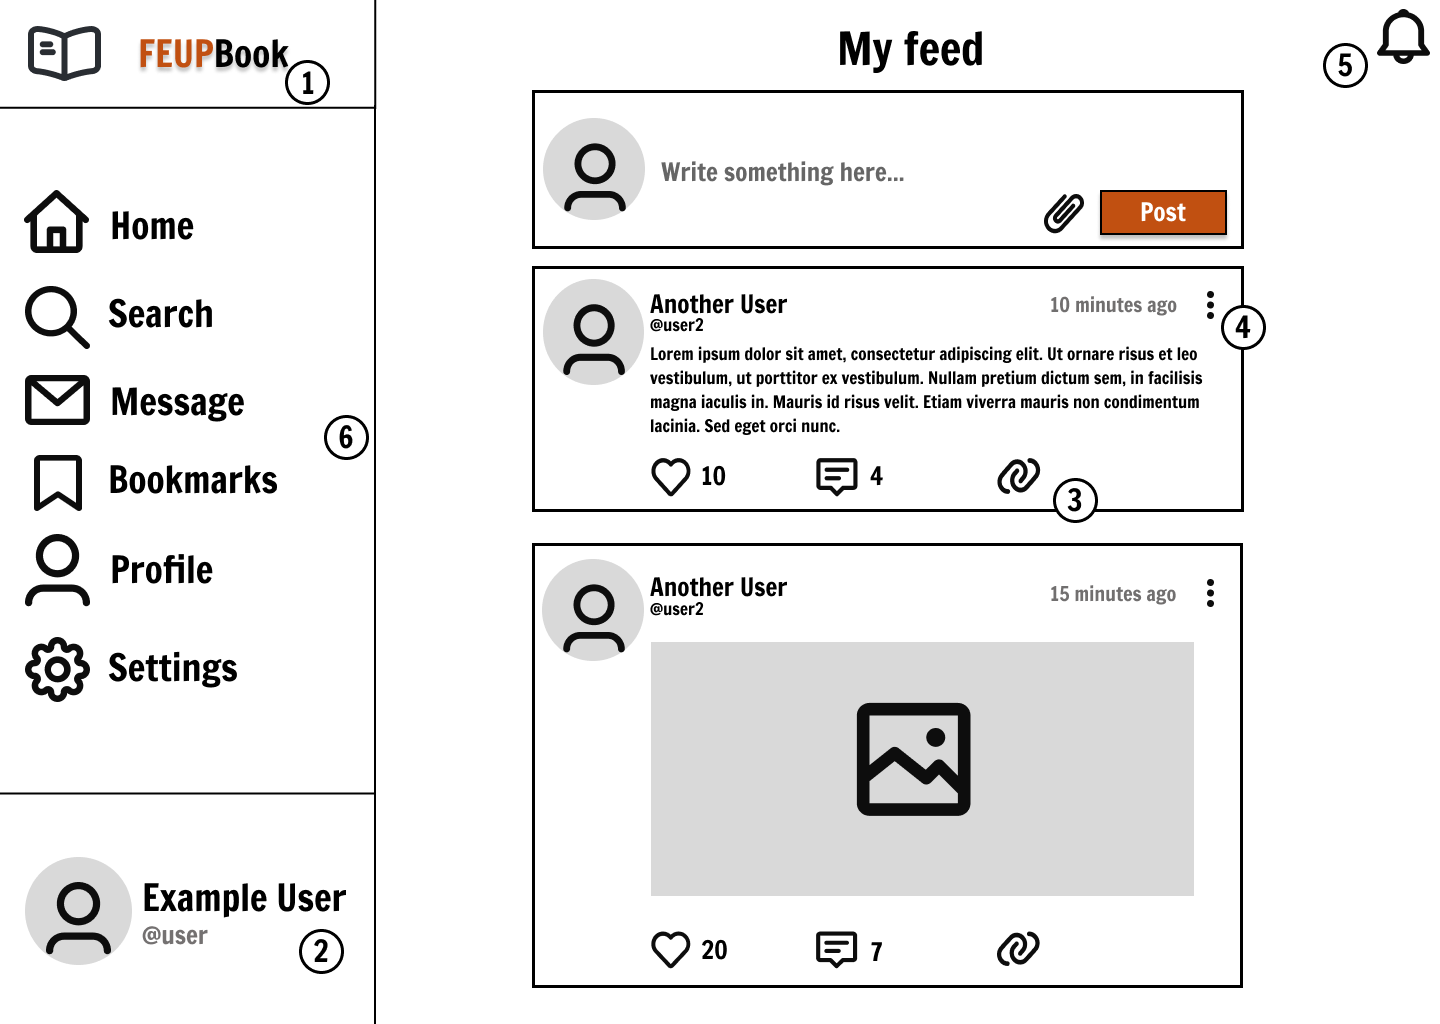 FEUPBook
1
Home
Search
Message
6
Bookmarks
Profile
Settings
Example User
@user
2
My feed
5
Write something here...
Post
Another User
10 minutes ago
@user2
4
Lorem ipsum dolor sit amet, consectetur adipiscing elit. Ut ornare risus et leo
vestibulum, ut porttitor ex vestibulum. Nullam pretium dictum sem, in facilisis
magna iaculis in. Mauris id risus velit. Etiam viverra mauris non condimentum
lacinia. Sed eget orci nunc.
10 4
3
Another User
15 minutes ago
@user2
20 7